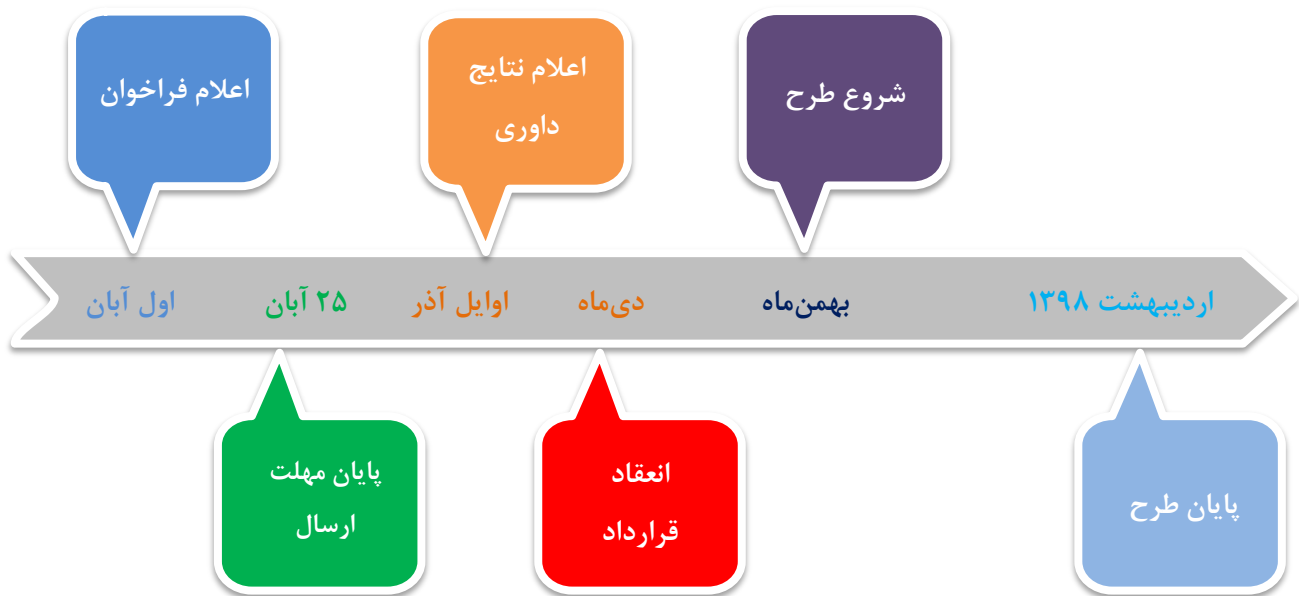 اعلام فراخوان
اعلام نتایج
داوری
شروع طرح
اول آبان
۲۵ آبان
اوایل آذر
دی‌ماه
بهمن‌ماه
اردیبهشت ۱۳۹۸
پایان مهلت
ارسال
انعقاد
قرارداد
پایان طرح